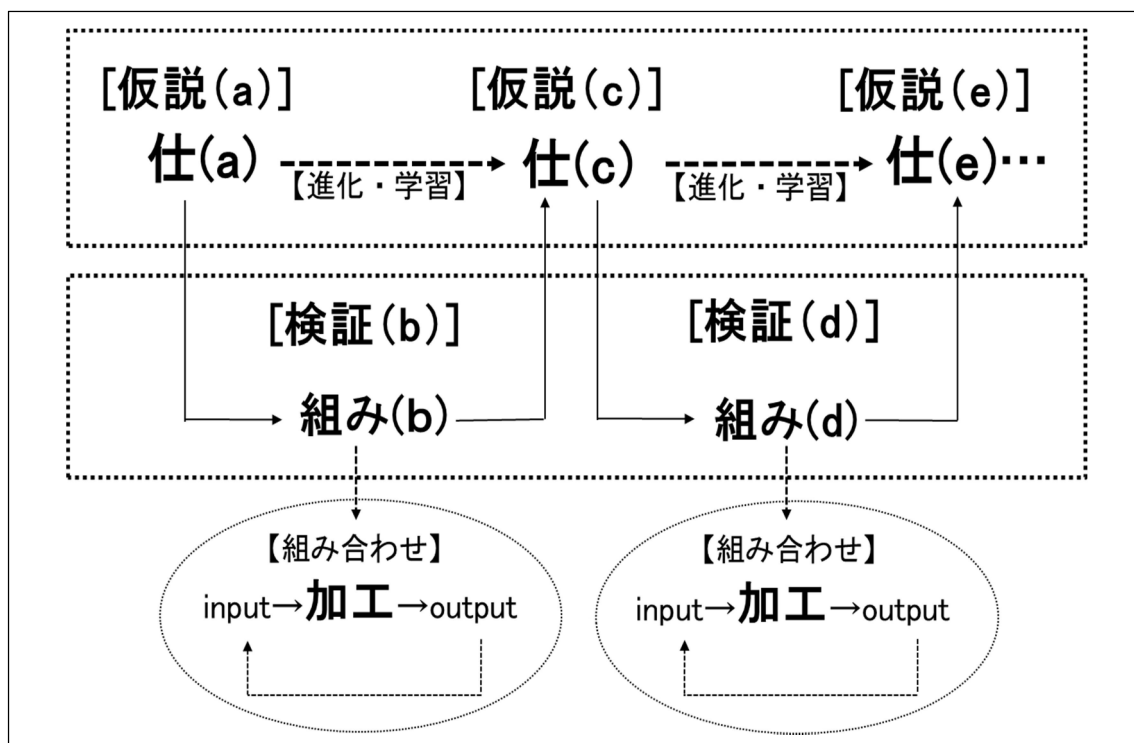 [仮説(a)] [仮説(c)] [仮説(e)]
仕(a) 仕(c) 仕(e)…
【進化・学習】 【進化・学習】
[検証(b)] [検証(d)]
組み(b) 組み(d)
【組み合わせ】 【組み合わせ】
input→加工→output input→加工→output